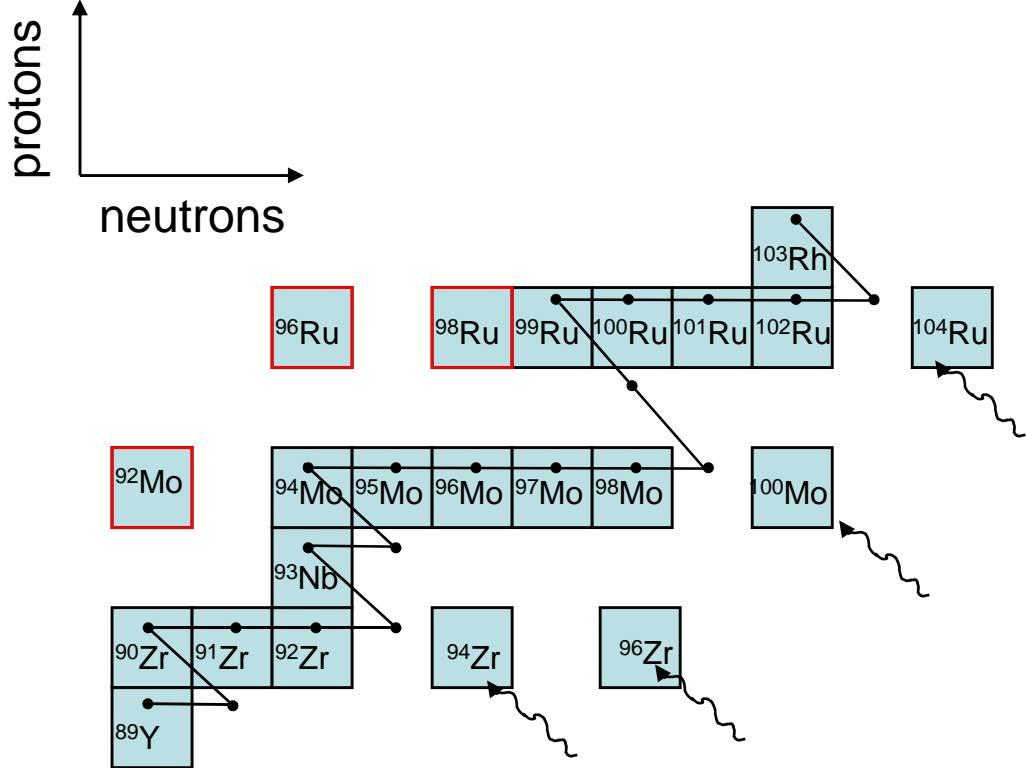 protons
neutrons
¹⁰³Rh
⁹⁶Ru
⁹⁸Ru
⁹⁹Ru
¹⁰⁰Ru
¹⁰¹Ru
¹⁰²Ru
¹⁰⁴Ru
⁹²Mo
⁹⁴Mo
⁹⁵Mo
⁹⁶Mo
⁹⁷Mo
⁹⁸Mo
¹⁰⁰Mo
⁹³Nb
⁹⁰Zr
⁹¹Zr
⁹²Zr
⁹⁴Zr
⁹⁶Zr
⁸⁹Y